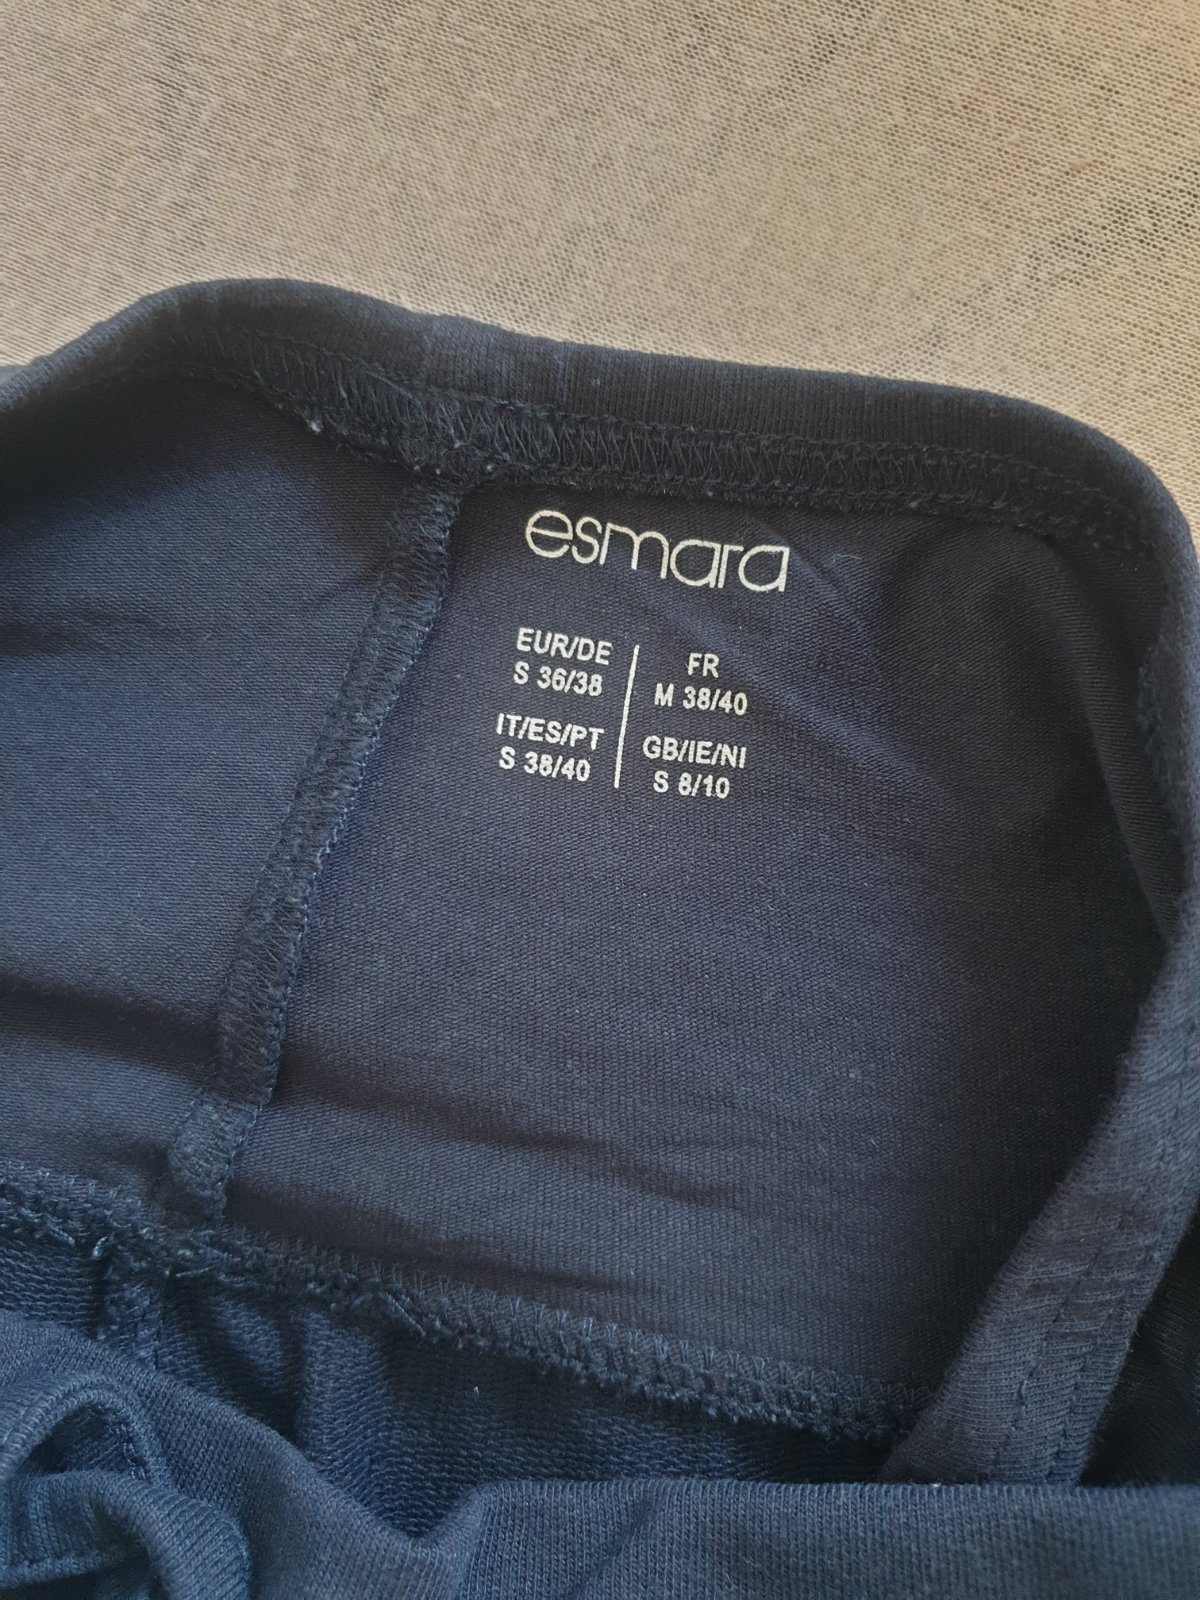 esmara
EUR/DE
S 36/38
FR
M 38/40
IT/ES/PT
S 38/40
GB/IE/NI
S 8/10